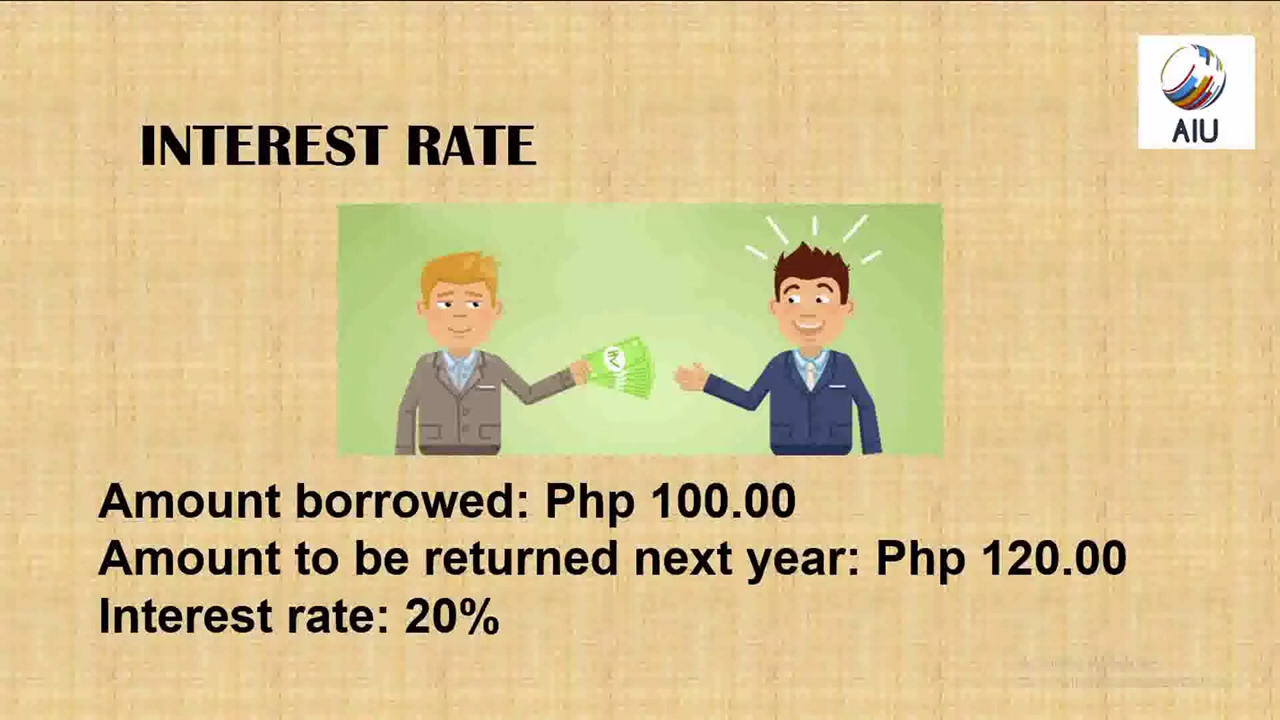 AIU
INTEREST RATE
₹
Amount borrowed: Php 100.00
Amount to be returned next year: Php 120.00
Interest rate: 20%